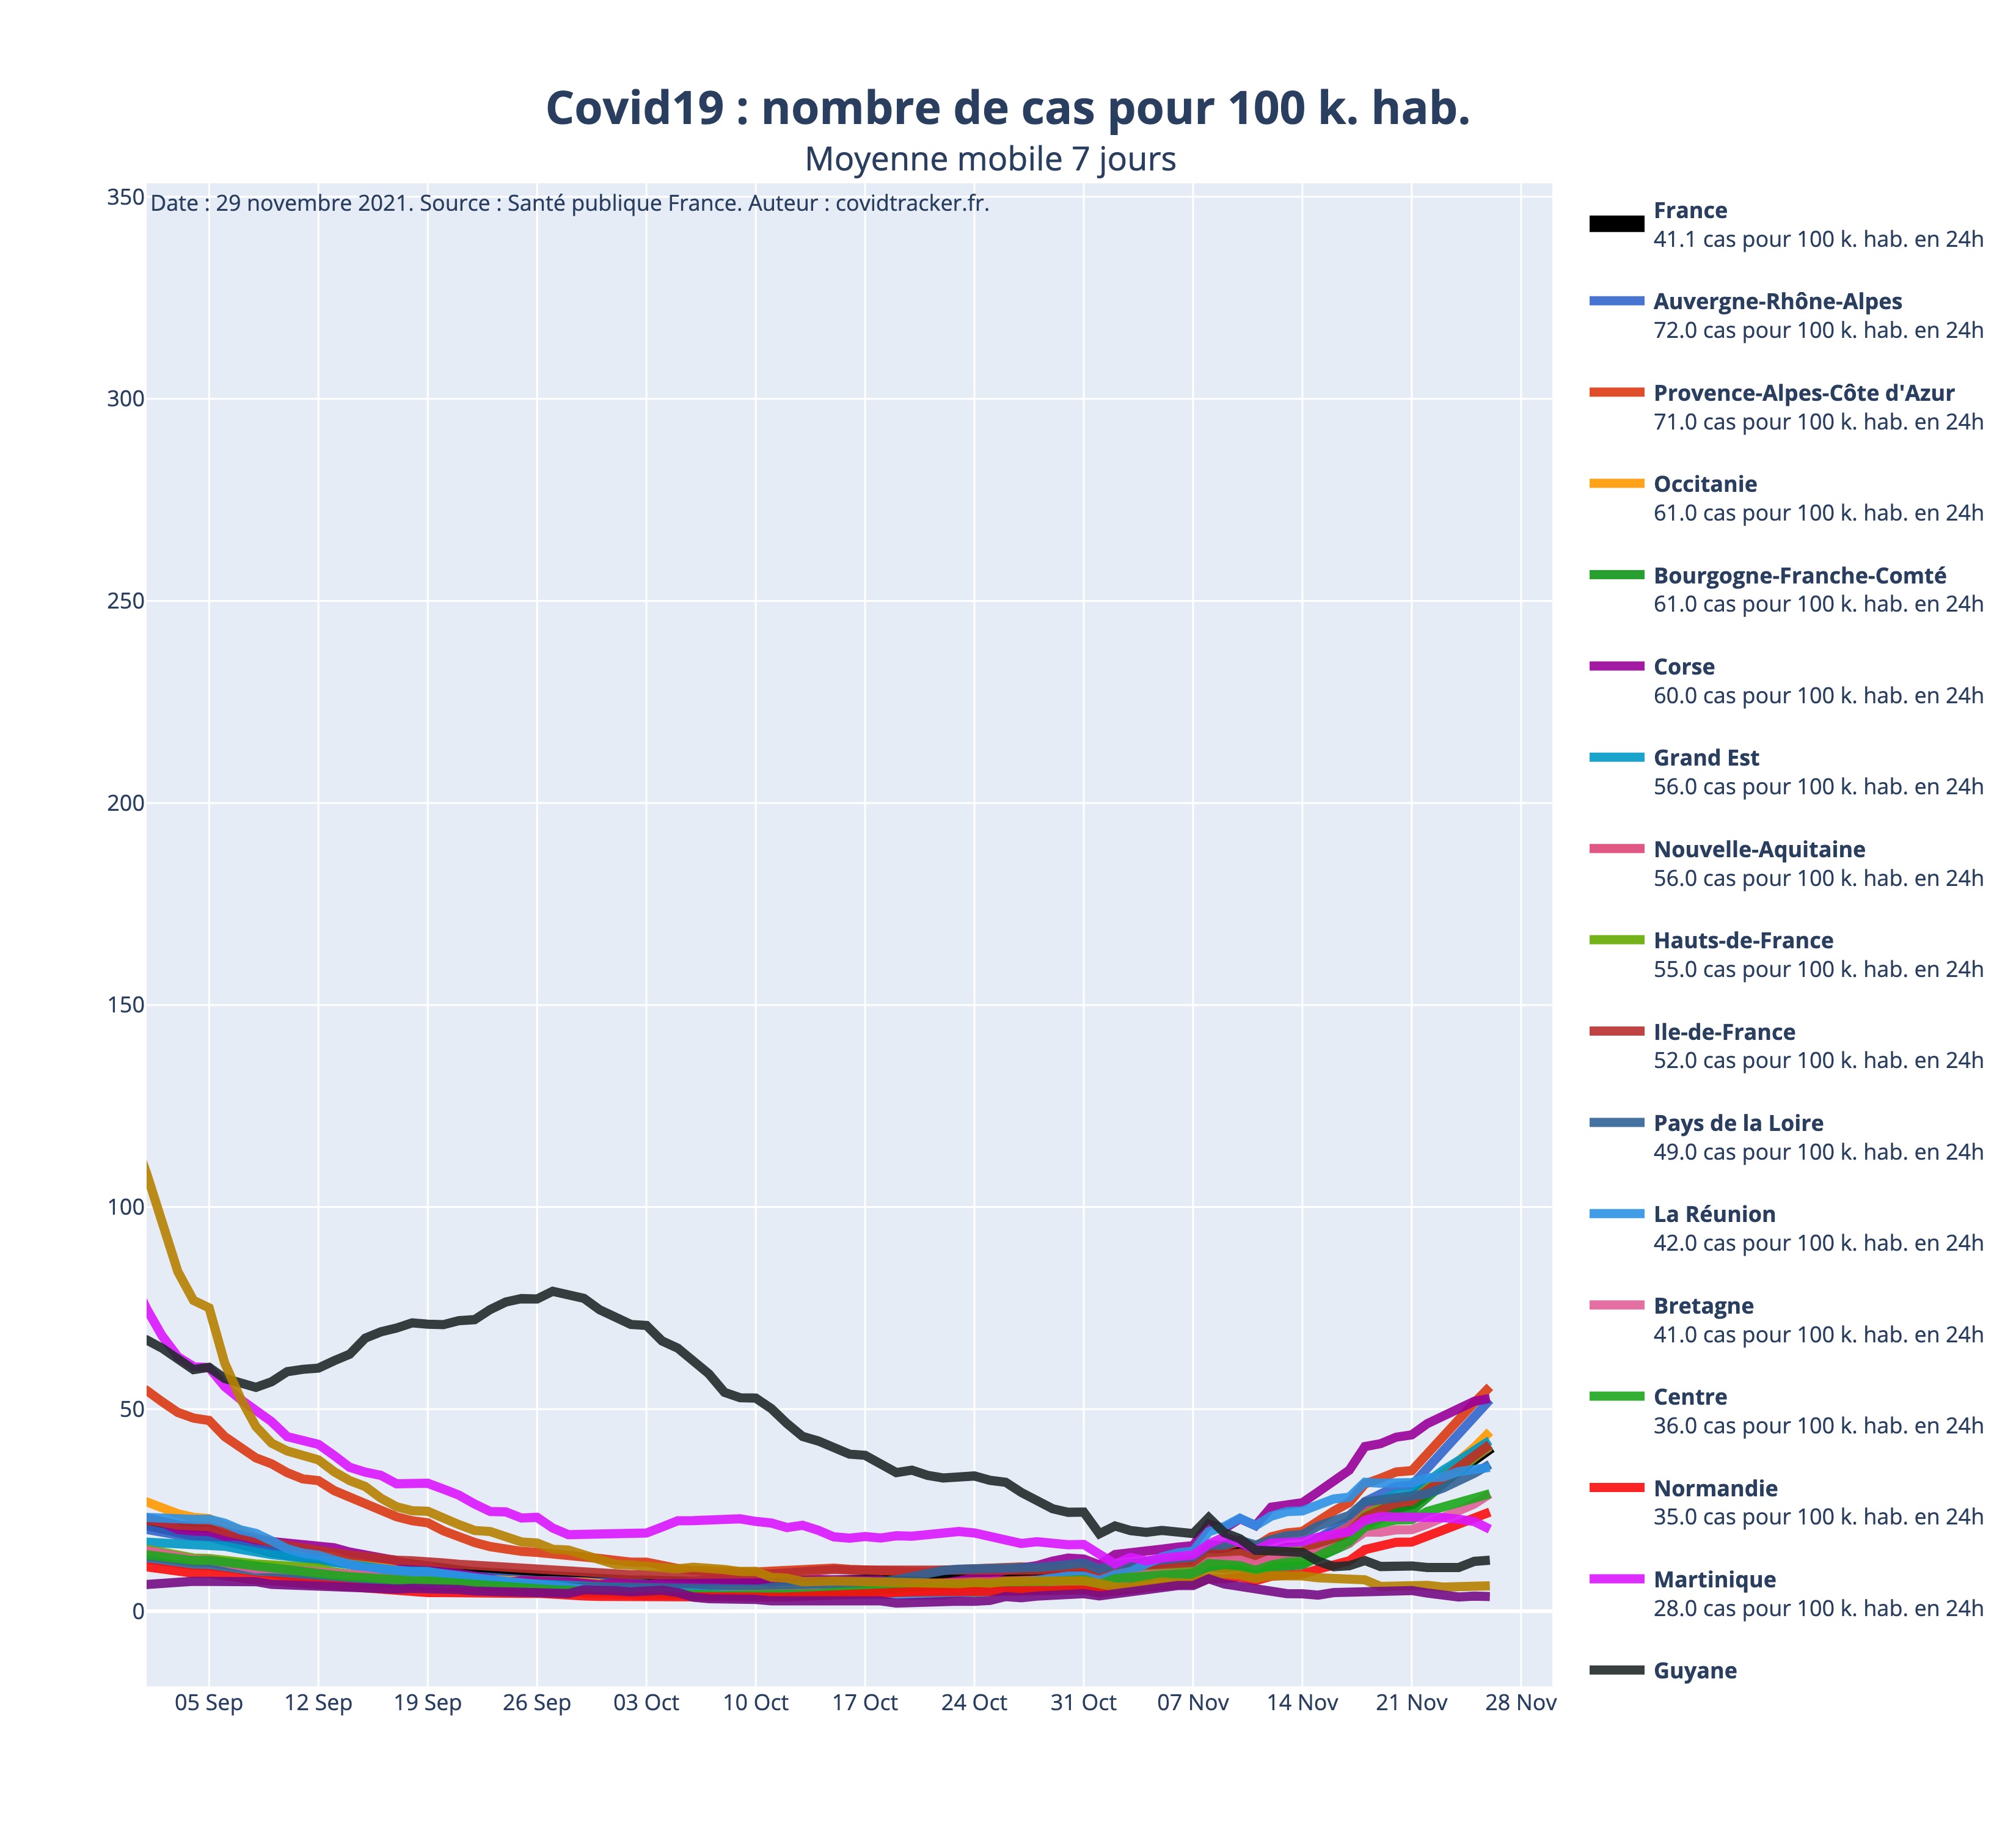 Covid19 : nombre de cas pour 100 k. hab.
Moyenne mobile 7 jours
Date : 29 novembre 2021. Source : Santé publique France. Auteur : covidtracker.fr.
350
300
250
200
150
100
50
0
05 Sep
12 Sep
19 Sep
26 Sep
03 Oct
10 Oct
17 Oct
24 Oct
31 Oct
07 Nov
14 Nov
21 Nov
28 Nov
France
41.1 cas pour 100 k. hab. en 24h
Auvergne-Rhône-Alpes
72.0 cas pour 100 k. hab. en 24h
Provence-Alpes-Côte d'Azur
71.0 cas pour 100 k. hab. en 24h
Occitanie
61.0 cas pour 100 k. hab. en 24h
Bourgogne-Franche-Comté
61.0 cas pour 100 k. hab. en 24h
Corse
60.0 cas pour 100 k. hab. en 24h
Grand Est
56.0 cas pour 100 k. hab. en 24h
Nouvelle-Aquitaine
56.0 cas pour 100 k. hab. en 24h
Hauts-de-France
55.0 cas pour 100 k. hab. en 24h
Ile-de-France
52.0 cas pour 100 k. hab. en 24h
Pays de la Loire
49.0 cas pour 100 k. hab. en 24h
La Réunion
42.0 cas pour 100 k. hab. en 24h
Bretagne
41.0 cas pour 100 k. hab. en 24h
Centre
36.0 cas pour 100 k. hab. en 24h
Normandie
35.0 cas pour 100 k. hab. en 24h
Martinique
28.0 cas pour 100 k. hab. en 24h
Guyane